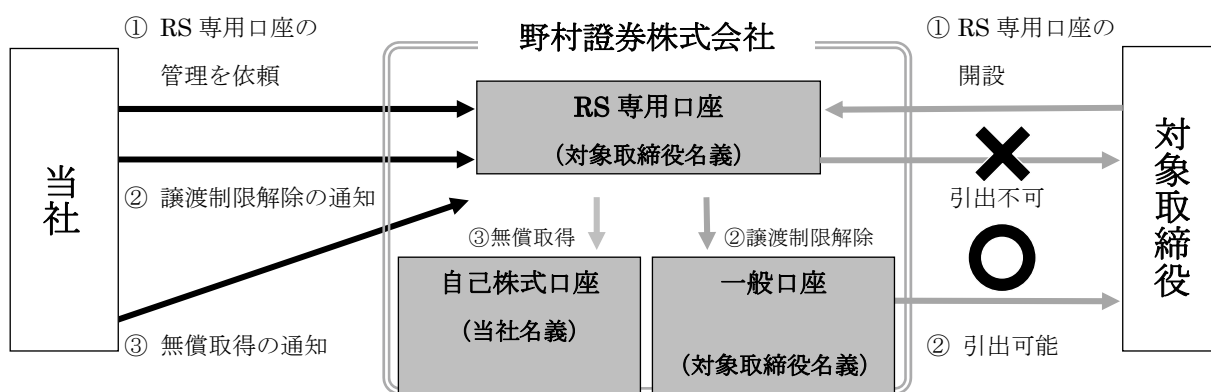 ① RS 専用口座の
管理を依頼
当社
② 譲渡制限解除の通知
③ 無償取得の通知
野村證券株式会社
RS 専用口座
(対象取締役名義)
③無償取得
②譲渡制限解除
自己株式口座
(当社名義)
一般口座
(対象取締役名義)
① RS 専用口座の
開設
引出不可
② 引出可能
対象取締役